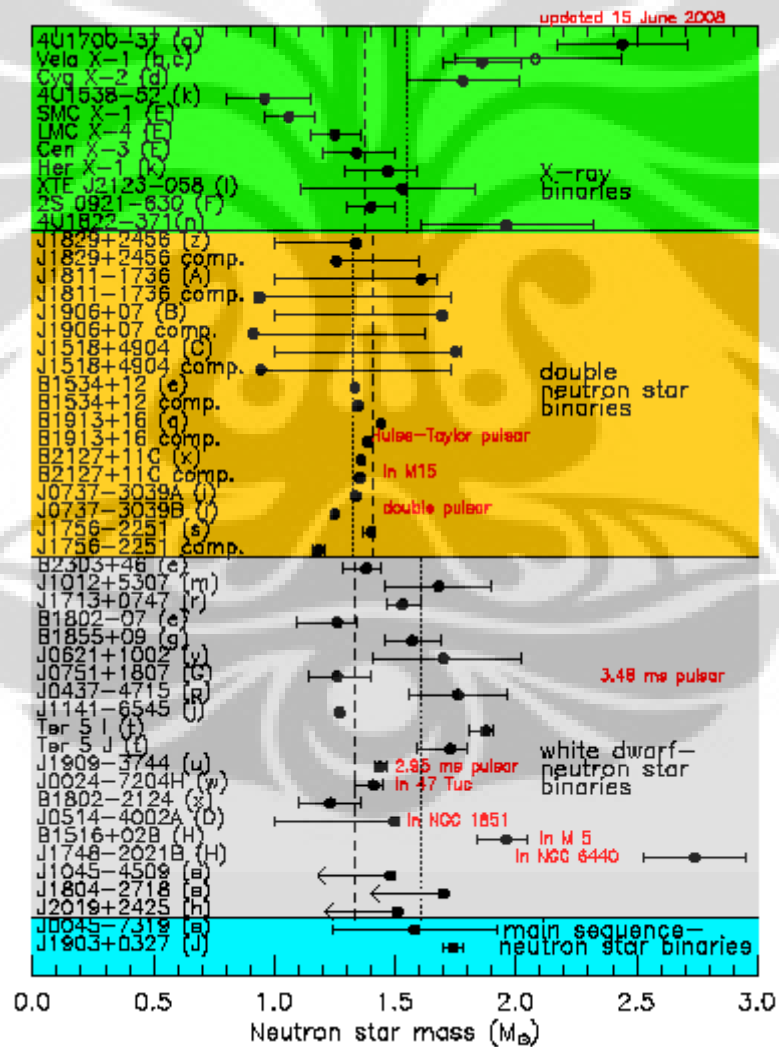 updated 15 June 2008
4U1700-37 (a)
Vela X-1 (b,c)
Cyg X-2 (d)
4U1538-52 (k)
SMC X-1 (E)
LMC X-4 (E)
Cen X-3 (E)
Her X-1 (k)
XTE J2123-058 (l)
2S 0921-630 (F)
4U1822-371(n)
X-ray
binaries
J1829+2456 (z)
J1829+2456 comp.
J1811-1736 (A)
J1811-1736 comp.
J1906+07 (B)
J1906+07 comp.
J1518+4904 (C)
J1518+4904 comp.
B1534+12 (e)
B1534+12 comp.
B1913+16 (q)
B1913+16 comp.
Hulse-Taylor pulsar
B2127+11C (x)
B2127+11C comp.
in M15
J0737-3039A (i)
J0737-3039B (i)
double pulsar
J1756-2251 (s)
J1756-2251 comp.
double
neutron star
binaries
B2303+46 (e)
J1012+5307 (m)
J1713+0747 (r)
B1802-07 (e)
B1855+09 (g)
J0621+1002 (y)
J0751+1807 (G)
3.48 ms pulsar
J0437-4715
J1141-6545 (j)
Ter 5 I (t)
Ter 5 J (t)
J1909-3744 (u)
2.95 ms pulsar
J0024-7204H (w)
in 47 Tuc
B1802-2124 (x)
J0514-4002A (D)
in NGC 1851
B1516+02B (H)
in M 5
J1748-2021B (H)
in NGC 6440
J1045-4509 (a)
J1804-2718 (a)
J2019+2425 (h)
white dwarf-
neutron star
binaries
J0045-7319 (a)
J1903+0327 (J)
main sequence-
neutron star binaries
0.0 0.5 1.0 1.5 2.0 2.5 3.0
Neutron star mass (M☉)